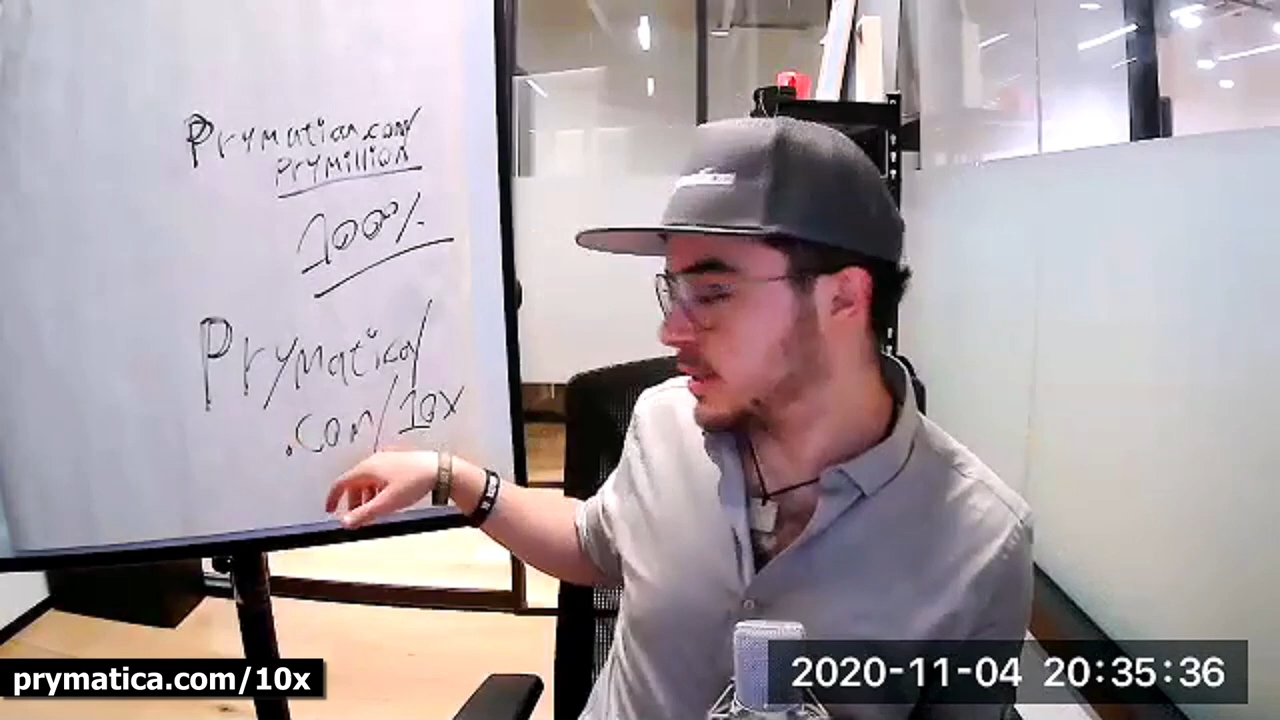 Prymatica.com/
prymillion
100%
Prymatica/
.com/10x
prymatica.com/10x
2020-11-04 20:35:36